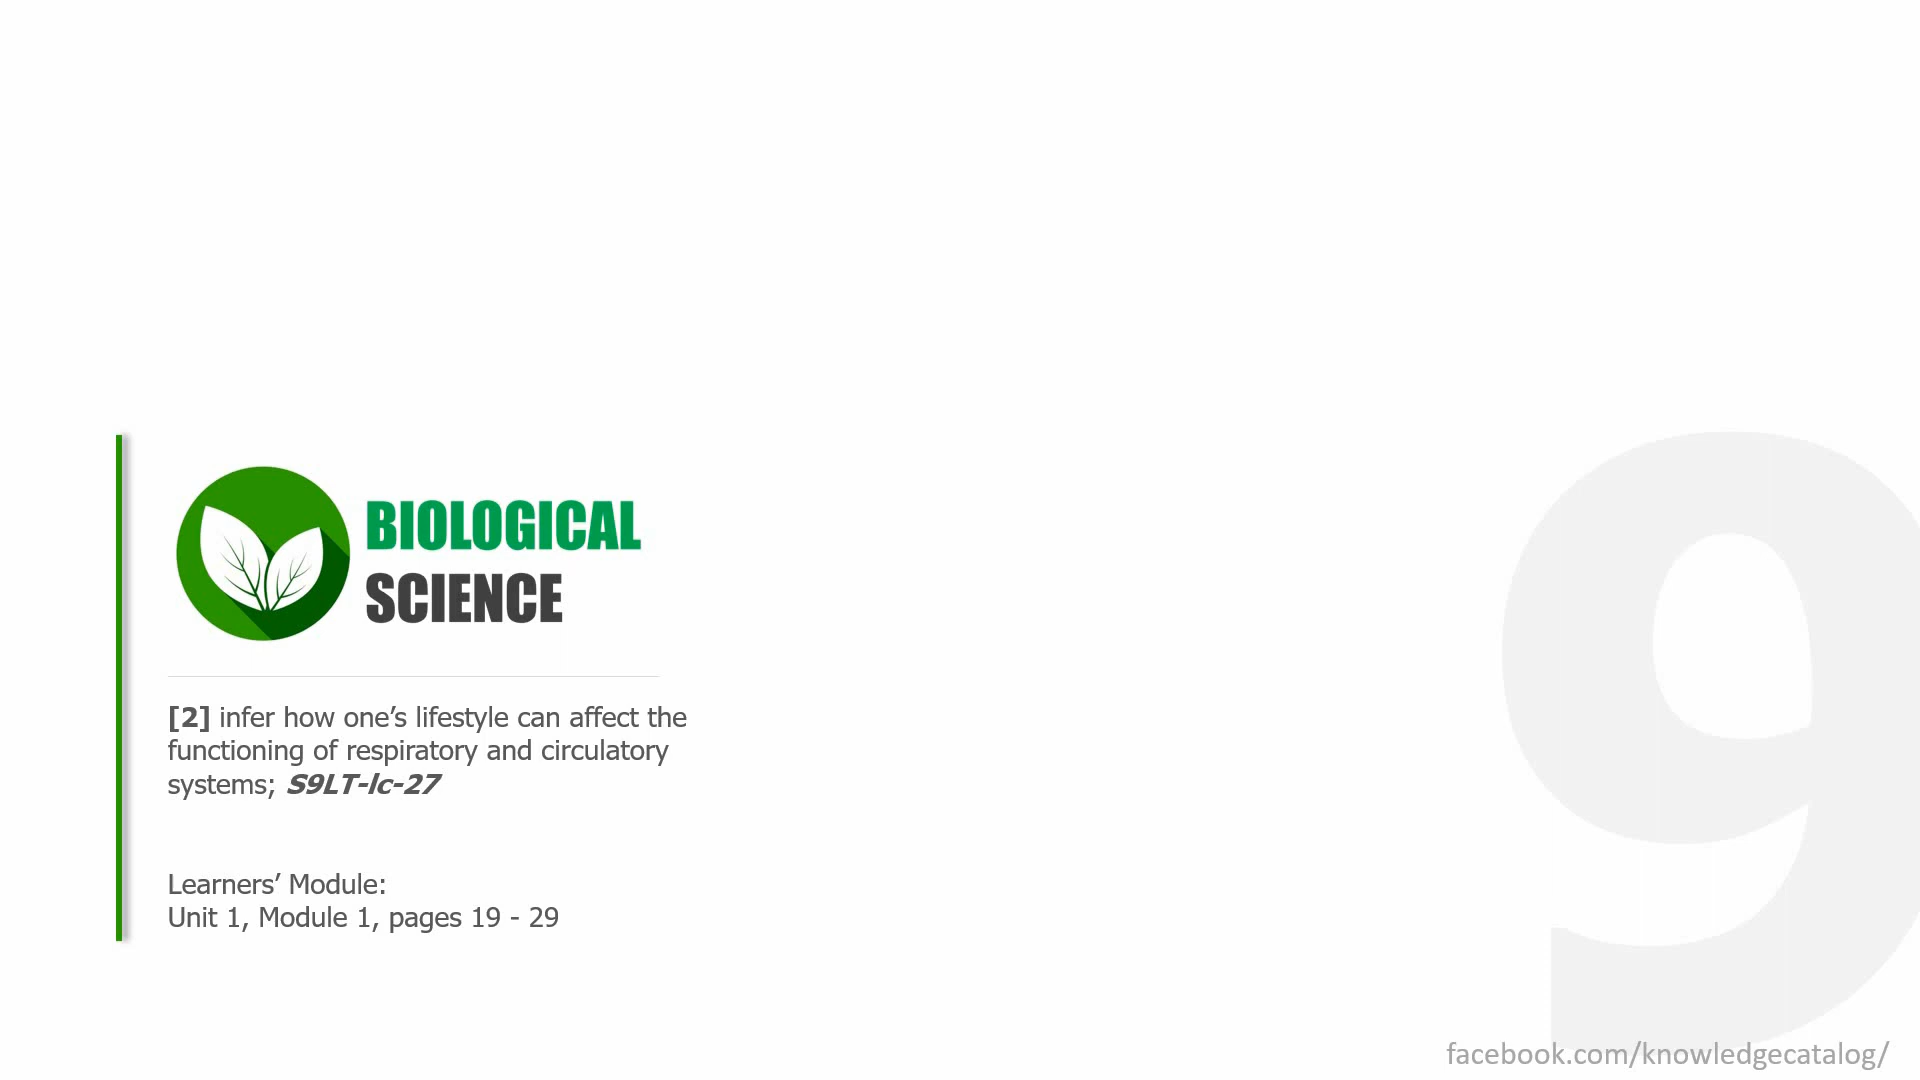 BIOLOGICAL
SCIENCE
[2] infer how one’s lifestyle can affect the
functioning of respiratory and circulatory
systems; S9LT-lc-27
Learners’ Module:
Unit 1, Module 1, pages 19 - 29
9
facebook.com/knowledgecatalog/